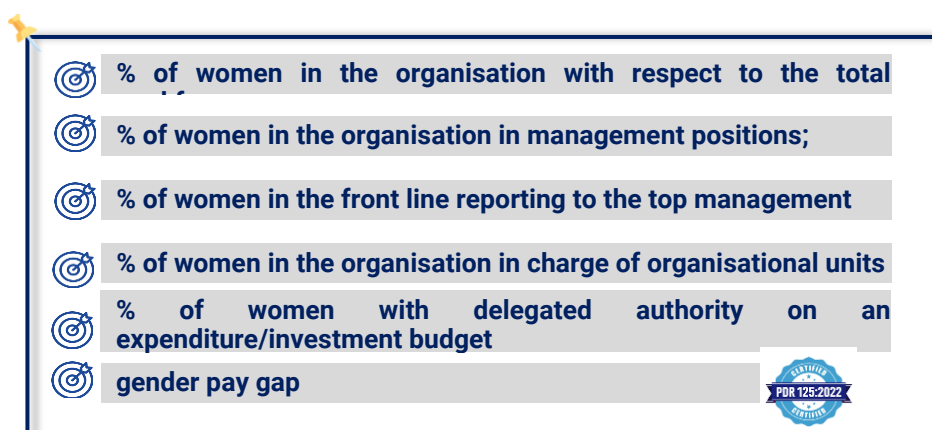 % of women in the organisation with respect to the total
% of women in the organisation in management positions;
% of women in the front line reporting to the top management
% of women in the organisation in charge of organisational units
% of women with delegated authority on an
expenditure/investment budget
gender pay gap
CERTIFIED
PDR 125:2022
CERTIFIED